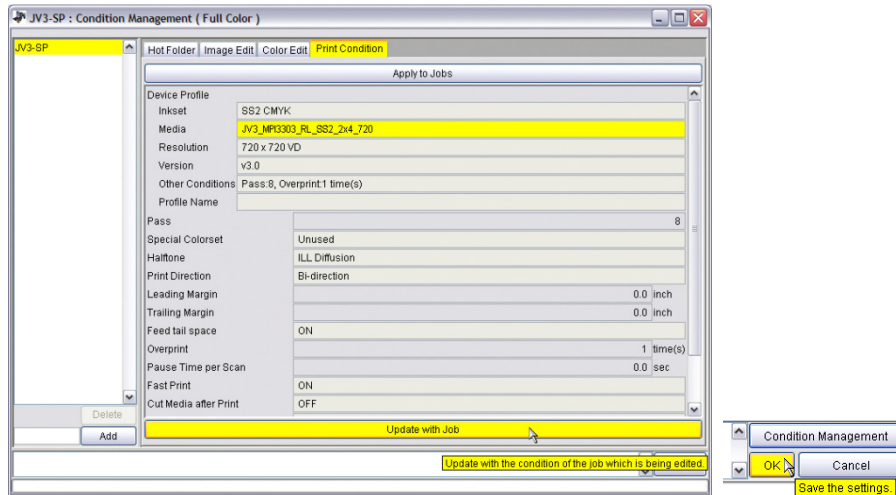 JV3-SP : Condition Management ( Full Color )
JV3-SP
Hot Folder Image Edit Color Edit Print Condition
Apply to Jobs
Device Profile
Inkset SS2 CMYK
Media JV3_MPI3303_RL_SS2_2x4_720
Resolution 720 x 720 VD
Version v3.0
Other Conditions Pass:8, Overprint:1 time(s)
Profile Name
Pass 8
Special Colorset Unused
Halftone ILL Diffusion
Print Direction Bi-direction
Leading Margin 0.0 inch
Trailing Margin 0.0 inch
Feed tail space ON
Overprint 1 time(s)
Pause Time per Scan 0.0 sec
Fast Print ON
Cut Media after Print OFF
Delete
Add
Update with Job
Update with the condition of the job which is being edited.
Condition Management
OK Cancel
Save the settings.